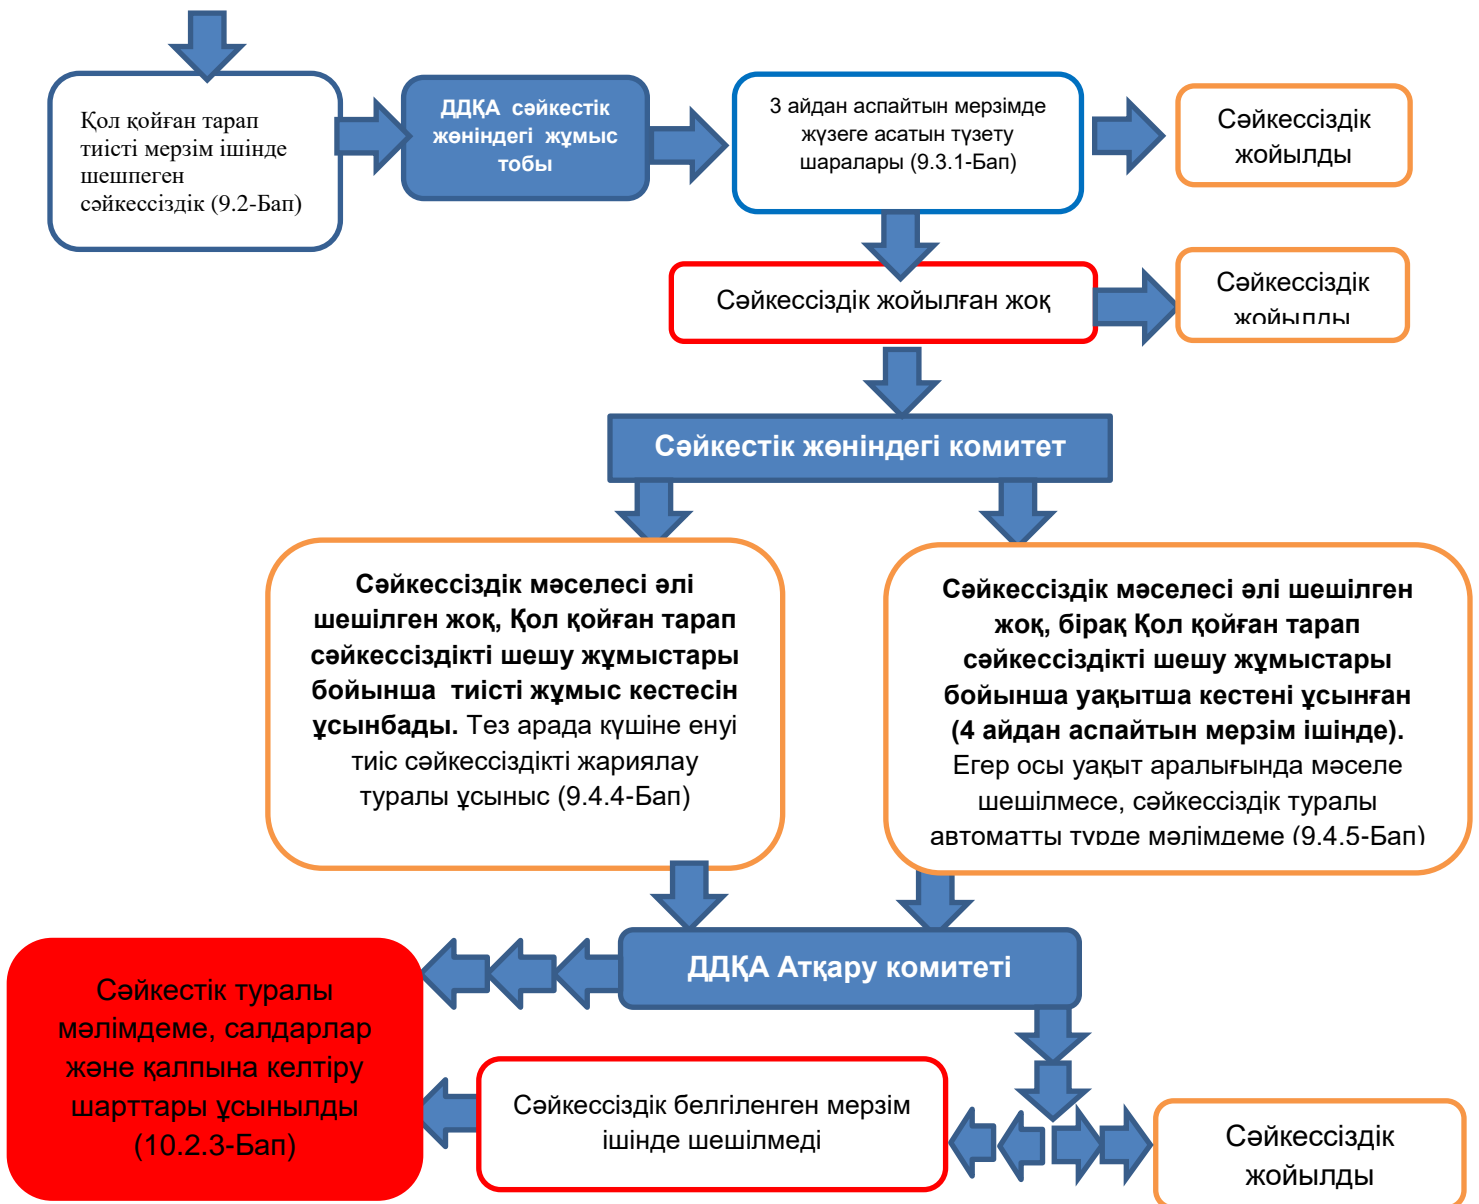 Қол қойған тарап
тиісті мерзім ішінде
шешпеген
сәйкессіздік (9.2-Бап)
ДДҚА сәйкестік
жөніндегі жұмыс
тобы
3 айдан аспайтын мерзімде
жүзеге асатын түзету
шаралары (9.3.1-Бап)
Сәйкессіздік
жойылды
Сәйкессіздік жойылған жоқ
Сәйкессіздік
жойылды
Сәйкестік жөніндегі комитет
Сәйкессіздік мәселесі әлі
шешілген жоқ, Қол қойған тарап
сәйкессіздікті шешу жұмыстары
бойынша тиісті жұмыс кестесін
ұсынбады. Тез арада күшіне енуі
тиіс сәйкессіздікті жариялау
туралы ұсыныс (9.4.4-Бап)
Сәйкессіздік мәселесі әлі шешілген
жоқ, бірақ Қол қойған тарап
сәйкессіздікті шешу жұмыстары
бойынша уақытша кестені ұсынған
(4 айдан аспайтын мерзім ішінде).
Егер осы уақыт аралығында мәселе
шешілмесе, сәйкессіздік туралы
автоматты түрде мәлімдеме (9.4.5-Бап)
ДДҚА Атқару комитеті
Сәйкестік туралы
мәлімдеме, салдарлар
және қалпына келтіру
шарттары ұсынылды
(10.2.3-Бап)
Сәйкессіздік белгіленген мерзім
ішінде шешілмеді
Сәйкессіздік
жойылды